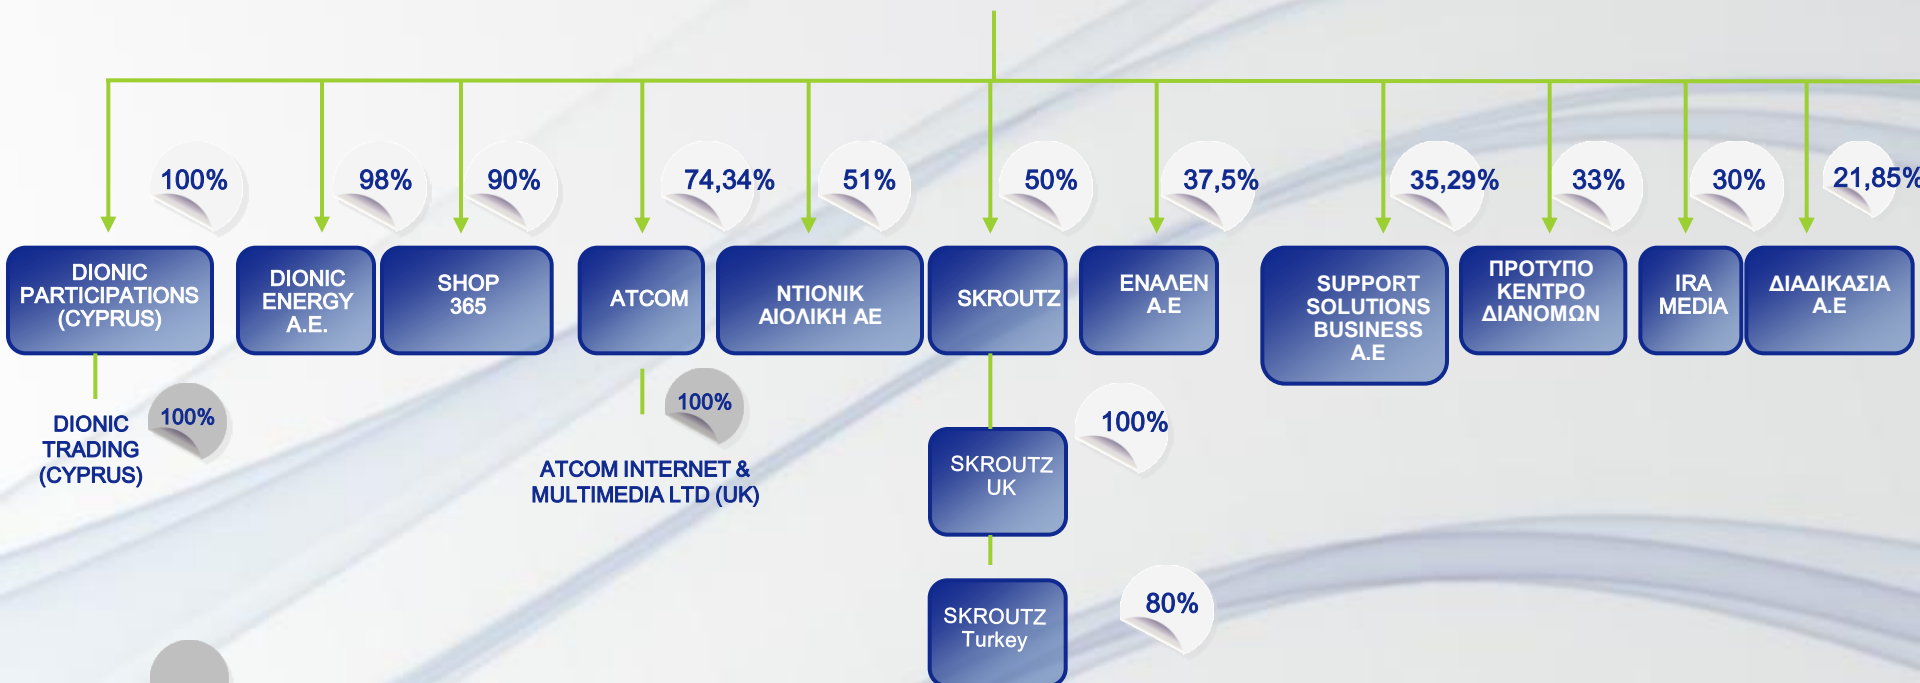 100%
98%
90%
74,34%
51%
50%
37,5%
35,29%
33%
30%
21,85%
DIONIC
PARTICIPATIONS
(CYPRUS)
DIONIC
ENERGY
A.E.
SHOP
365
ATCOM
ΝΤΙΟΝΙΚ
ΑΙΟΛΙΚΗ ΑΕ
SKROUTZ
ΕΝΑΛΕΝ
Α.Ε
SUPPORT
SOLUTIONS
BUSINESS
A.E
ΠΡΟΤΥΠΟ
ΚΕΝΤΡΟ
ΔΙΑΝΟΜΩΝ
IRA
MEDIA
ΔΙΑΔΙΚΑΣΙΑ
Α.Ε
DIONIC
TRADING
(CYPRUS)
100%
100%
ATCOM INTERNET &
MULTIMEDIA LTD (UK)
100%
SKROUTZ
UK
80%
SKROUTZ
Turkey